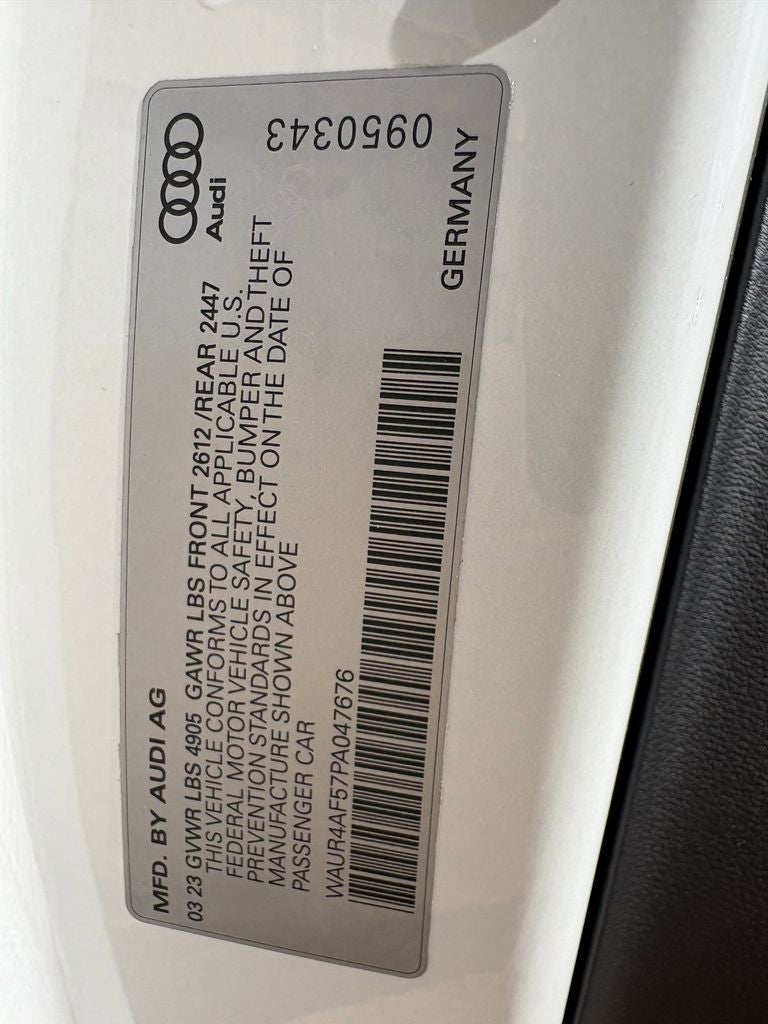 MFD. BY AUDI AG
Audi
03 23 GVWR LBS 4905 GAWR LBS FRONT 2612 /REAR 2447
THIS VEHICLE CONFORMS TO ALL APPLICABLE U.S.
FEDERAL MOTOR VEHICLE SAFETY, BUMPER AND THEFT
PREVENTION STANDARDS IN EFFECT ON THE DATE OF
MANUFACTURE SHOWN ABOVE
PASSENGER CAR
WAUR4AF57PA047676
0950343
GERMANY